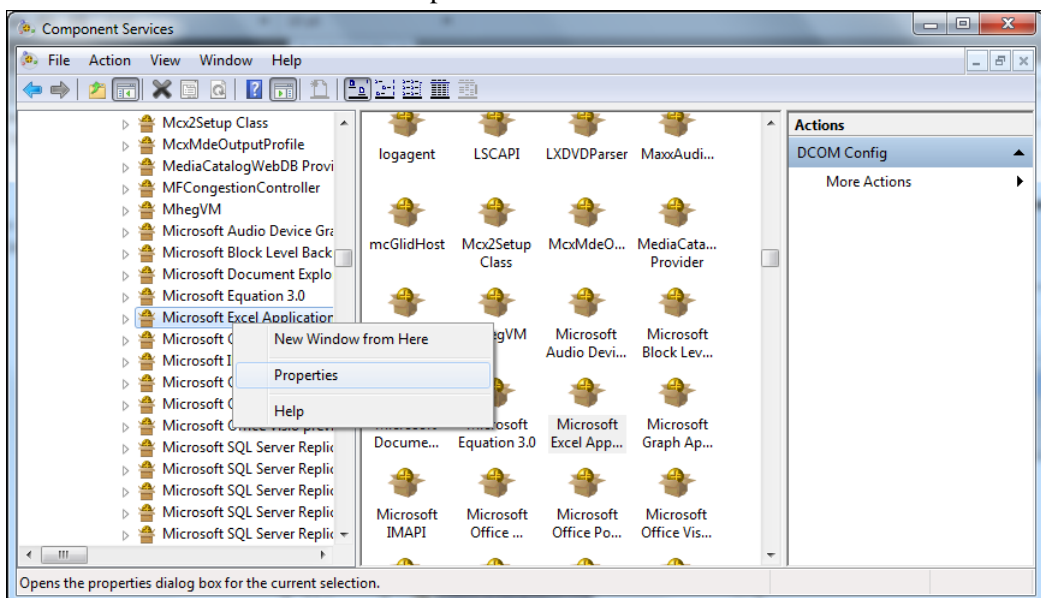 Component Services
File Action View Window Help
Mcx2Setup Class
McxMdeOutputProfile
MediaCatalogWebDB Provi
MFCongestionController
MhegVM
Microsoft Audio Device Gra
Microsoft Block Level Back
Microsoft Document Explo
Microsoft Equation 3.0
Microsoft Excel Application
Microsoft
Microsoft
Microsoft
Microsoft
Microsoft
Microsoft SQL Server Replic
Microsoft SQL Server Replic
Microsoft SQL Server Replic
Microsoft SQL Server Replic
Microsoft SQL Server Replic
New Window from Here
Properties
Help
logagent LSCAPI LXDVDParser MaxxAudi...
mcGlidHost Mcx2Setup McxMdeO... MediaCata...
Class Provider
egVM Microsoft Microsoft
Audio Devi... Block Lev...
Microsoft Microsoft
Docume... Equation 3.0 Excel App... Graph Ap...
Microsoft Microsoft Microsoft Microsoft
IMAPI Office ... Office Po... Office Vis...
Actions
DCOM Config
More Actions
Opens the properties dialog box for the current selection.